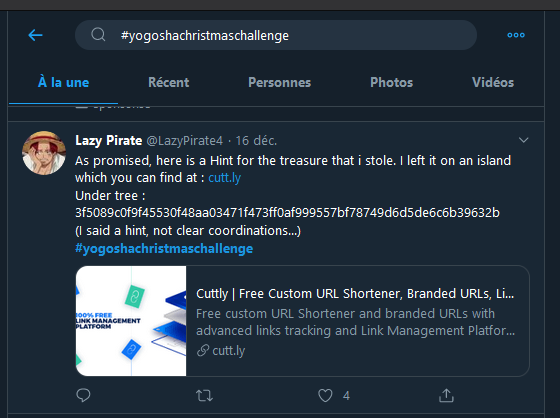 #yogoshachristmaschallenge
À la une
Récent
Personnes
Photos
Vidéos
Sponsorisé
Lazy Pirate @LazyPirate4 · 16 déc.
As promised, here is a Hint for the treasure that i stole. I left it on an island
which you can find at : cutt.ly
Under tree :
3f5089c0f9f45530f48aa03471f473ff0af999557bf78749d6d5de6c6b39632b
(I said a hint, not clear coordinations...)
#yogoshachristmaschallenge
100% FREE
LINK MANAGEMENT
PLATFORM
Cuttly | Free Custom URL Shortener, Branded URLs, Li...
Free custom URL Shortener and branded URLs with
advanced links tracking and Link Management Platfor...
cutt.ly
4